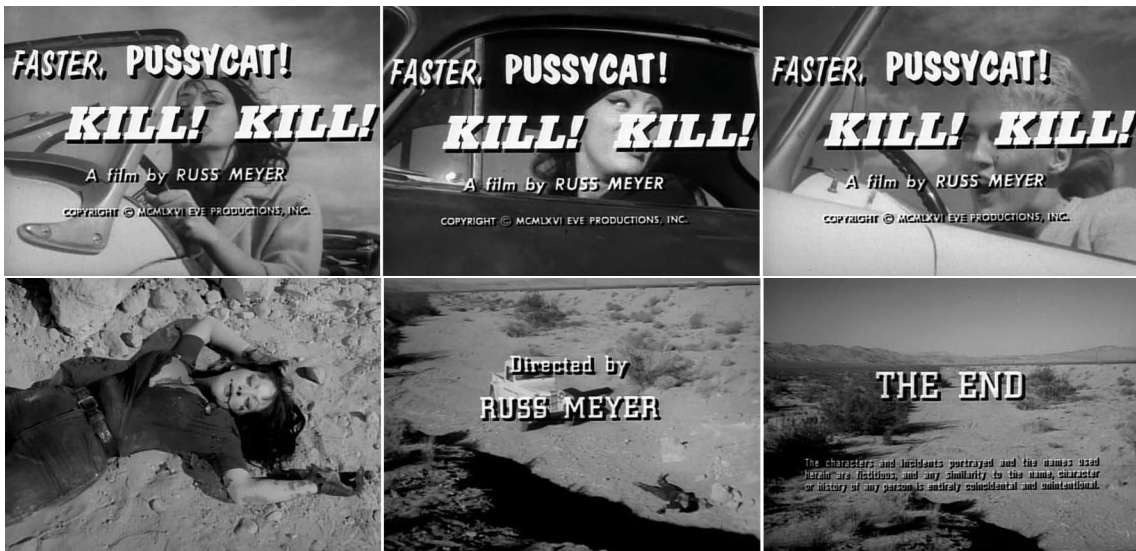 FASTER, PUSSYCAT!
KILL! KILL!
A film by RUSS MEYER
COPYRIGHT © MCMLXVI EVE PRODUCTIONS, INC.
FASTER, PUSSYCAT!
KILL! KILL!
A film by RUSS MEYER
COPYRIGHT © MCMLXVI EVE PRODUCTIONS, INC.
FASTER, PUSSYCAT!
KILL! KILL!
A film by RUSS MEYER
COPYRIGHT © MCMLXVI EVE PRODUCTIONS, INC.
Directed by
RUSS MEYER
THE END
The characters and incidents portrayed and the names used
herein are fictitious, and any similarity to the name, character
or history of any person is entirely coincidental and unintentional.